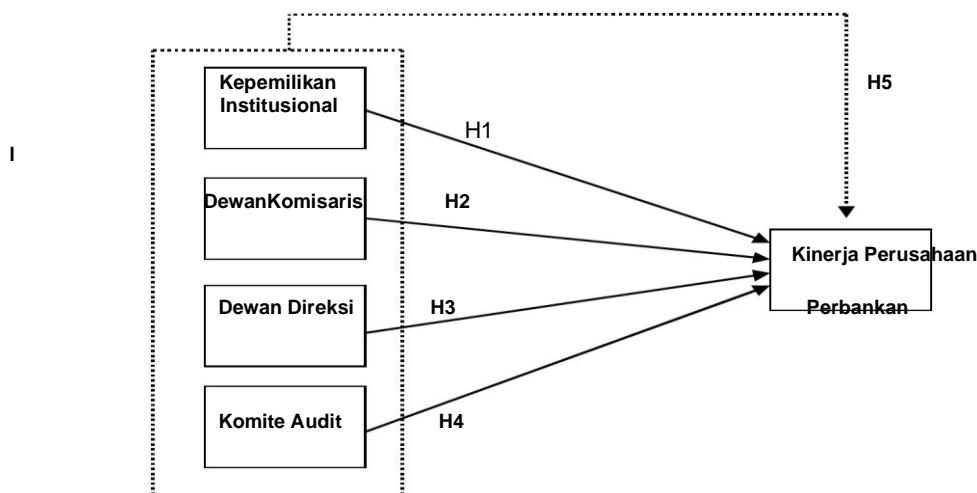 Kepemilikan
Institusional
H5
H1
I
DewanKomisaris
H2
Kinerja Perusahaan
Perbankan
Dewan Direksi
H3
Komite Audit
H4